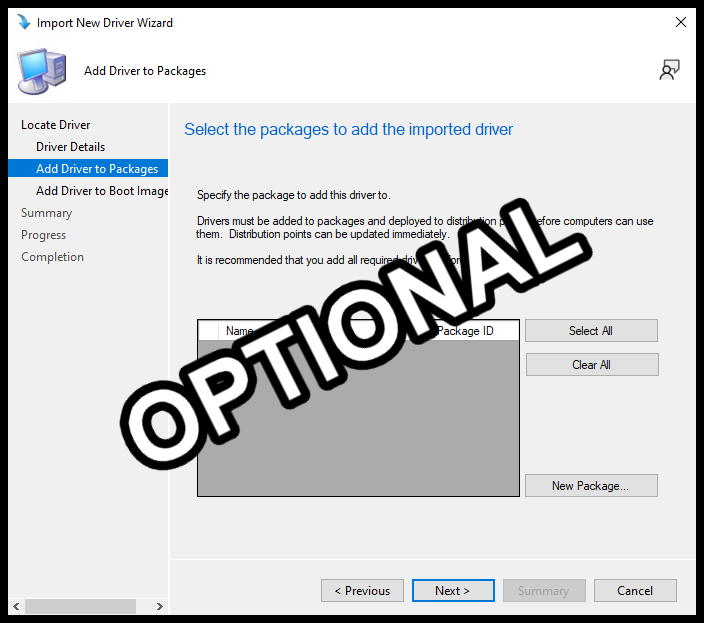 Import New Driver Wizard
Add Driver to Packages
Locate Driver
Driver Details
Add Driver to Packages
Add Driver to Boot Image
Summary
Progress
Completion
Select the packages to add the imported driver
Specify the package to add this driver to.
Drivers must be added to packages and deployed to distribution before computers can use
them. Distribution points can be updated immediately.
It is recommended that you add all required
OPTIONAL
Name
Package ID
Select All
Clear All
New Package...
< Previous
Next >
Summary
Cancel